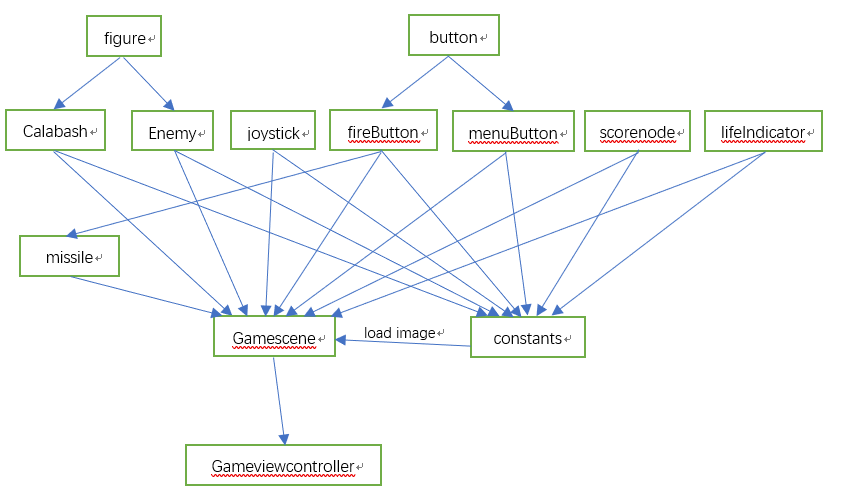 figure
button
Calabash
Enemy
joystick
fireButton
menuButton
scorenode
lifeIndicator
missile
Gamescene
load image
constants
Gameviewcontroller